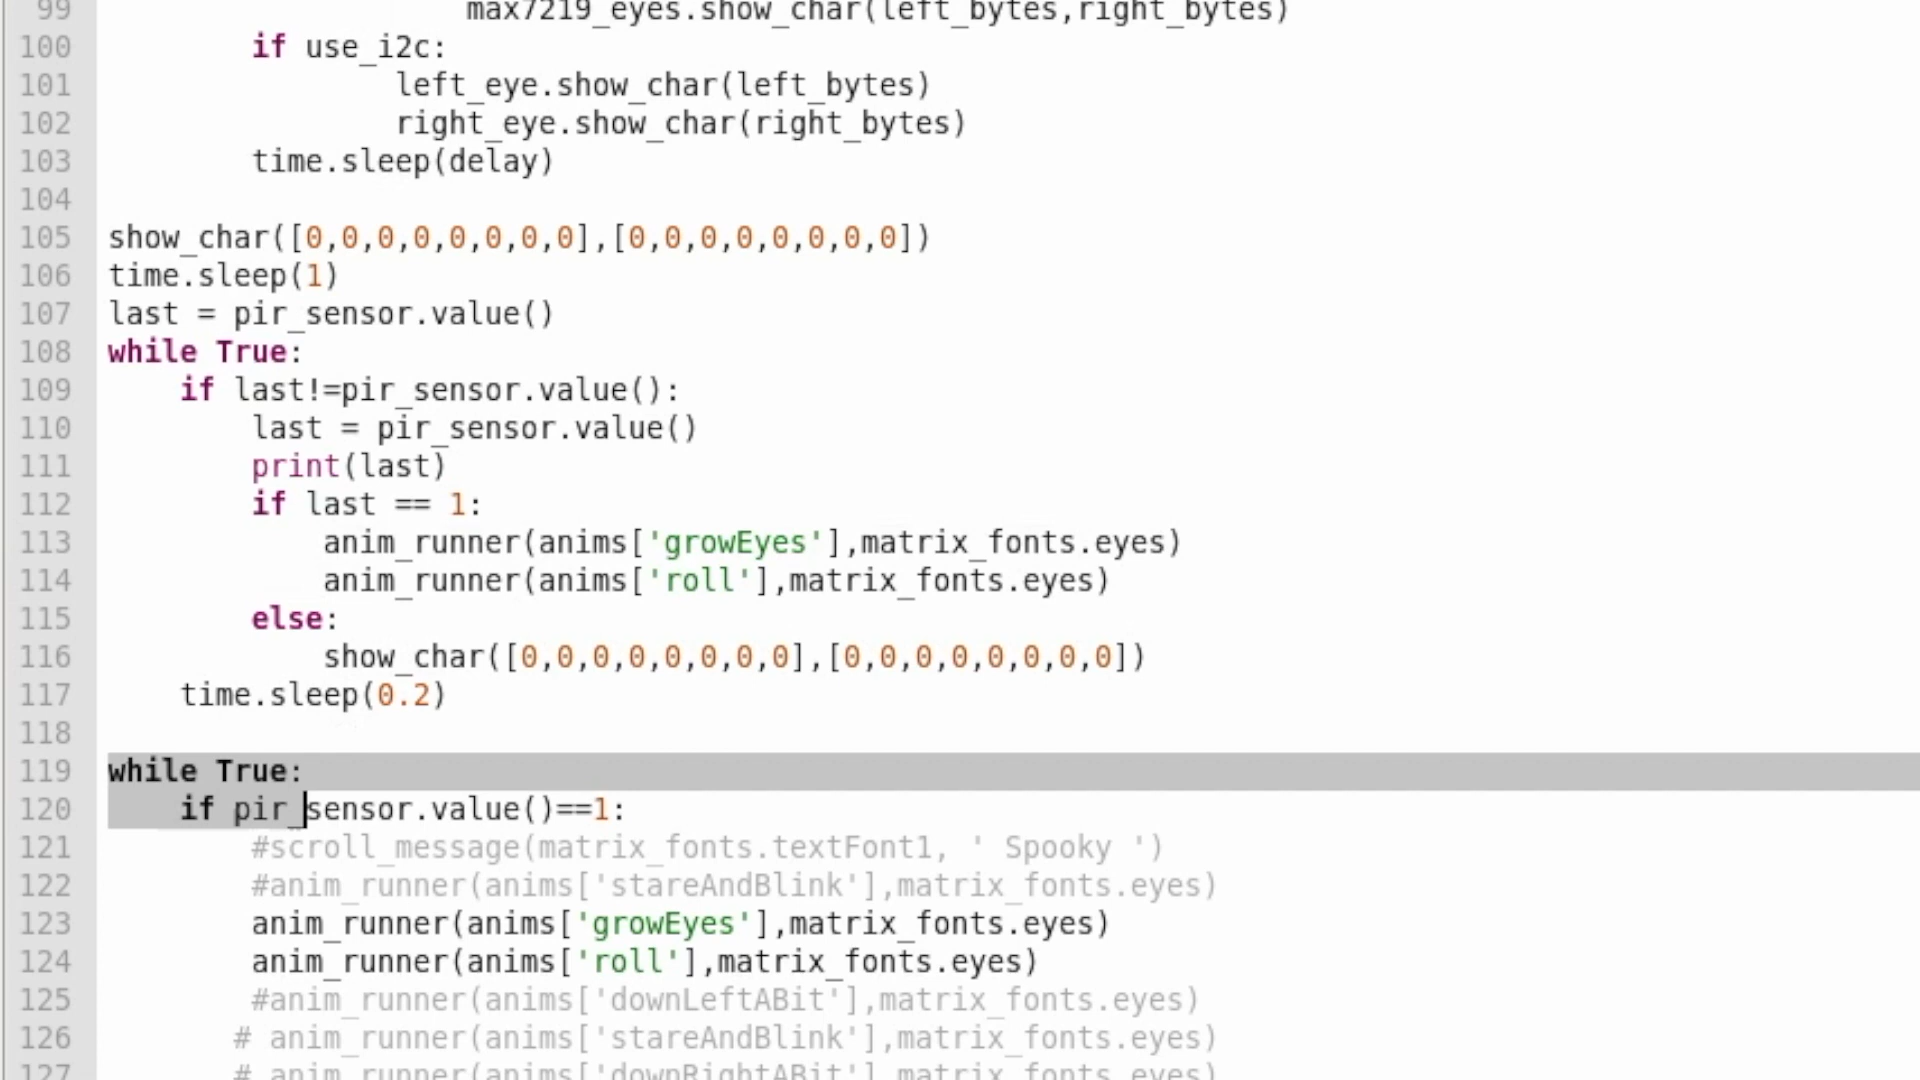 99 max7219_eyes.show_char(left_bytes,right_bytes)
100 if use_i2c:
101 left_eye.show_char(left_bytes)
102 right_eye.show_char(right_bytes)
103 time.sleep(delay)
104
105 show_char([0,0,0,0,0,0,0,0],[0,0,0,0,0,0,0,0])
106 time.sleep(1)
107 last = pir_sensor.value()
108 while True:
109 if last!=pir_sensor.value():
110 last = pir_sensor.value()
111 print(last)
112 if last == 1:
113 anim_runner(anims['growEyes'],matrix_fonts.eyes)
114 anim_runner(anims['roll'],matrix_fonts.eyes)
115 else:
116 show_char([0,0,0,0,0,0,0,0],[0,0,0,0,0,0,0,0])
117 time.sleep(0.2)
118
119 while True:
120 if pir_sensor.value()==1:
121 #scroll_message(matrix_fonts.textFont1, ' Spooky ')
122 #anim_runner(anims['stareAndBlink'],matrix_fonts.eyes)
123 anim_runner(anims['growEyes'],matrix_fonts.eyes)
124 anim_runner(anims['roll'],matrix_fonts.eyes)
125 #anim_runner(anims['downLeftABit'],matrix_fonts.eyes)
126 # anim_runner(anims['stareAndBlink'],matrix_fonts.eyes)
127 # anim_runner(anims['downRightABit'],matrix_fonts.eyes)